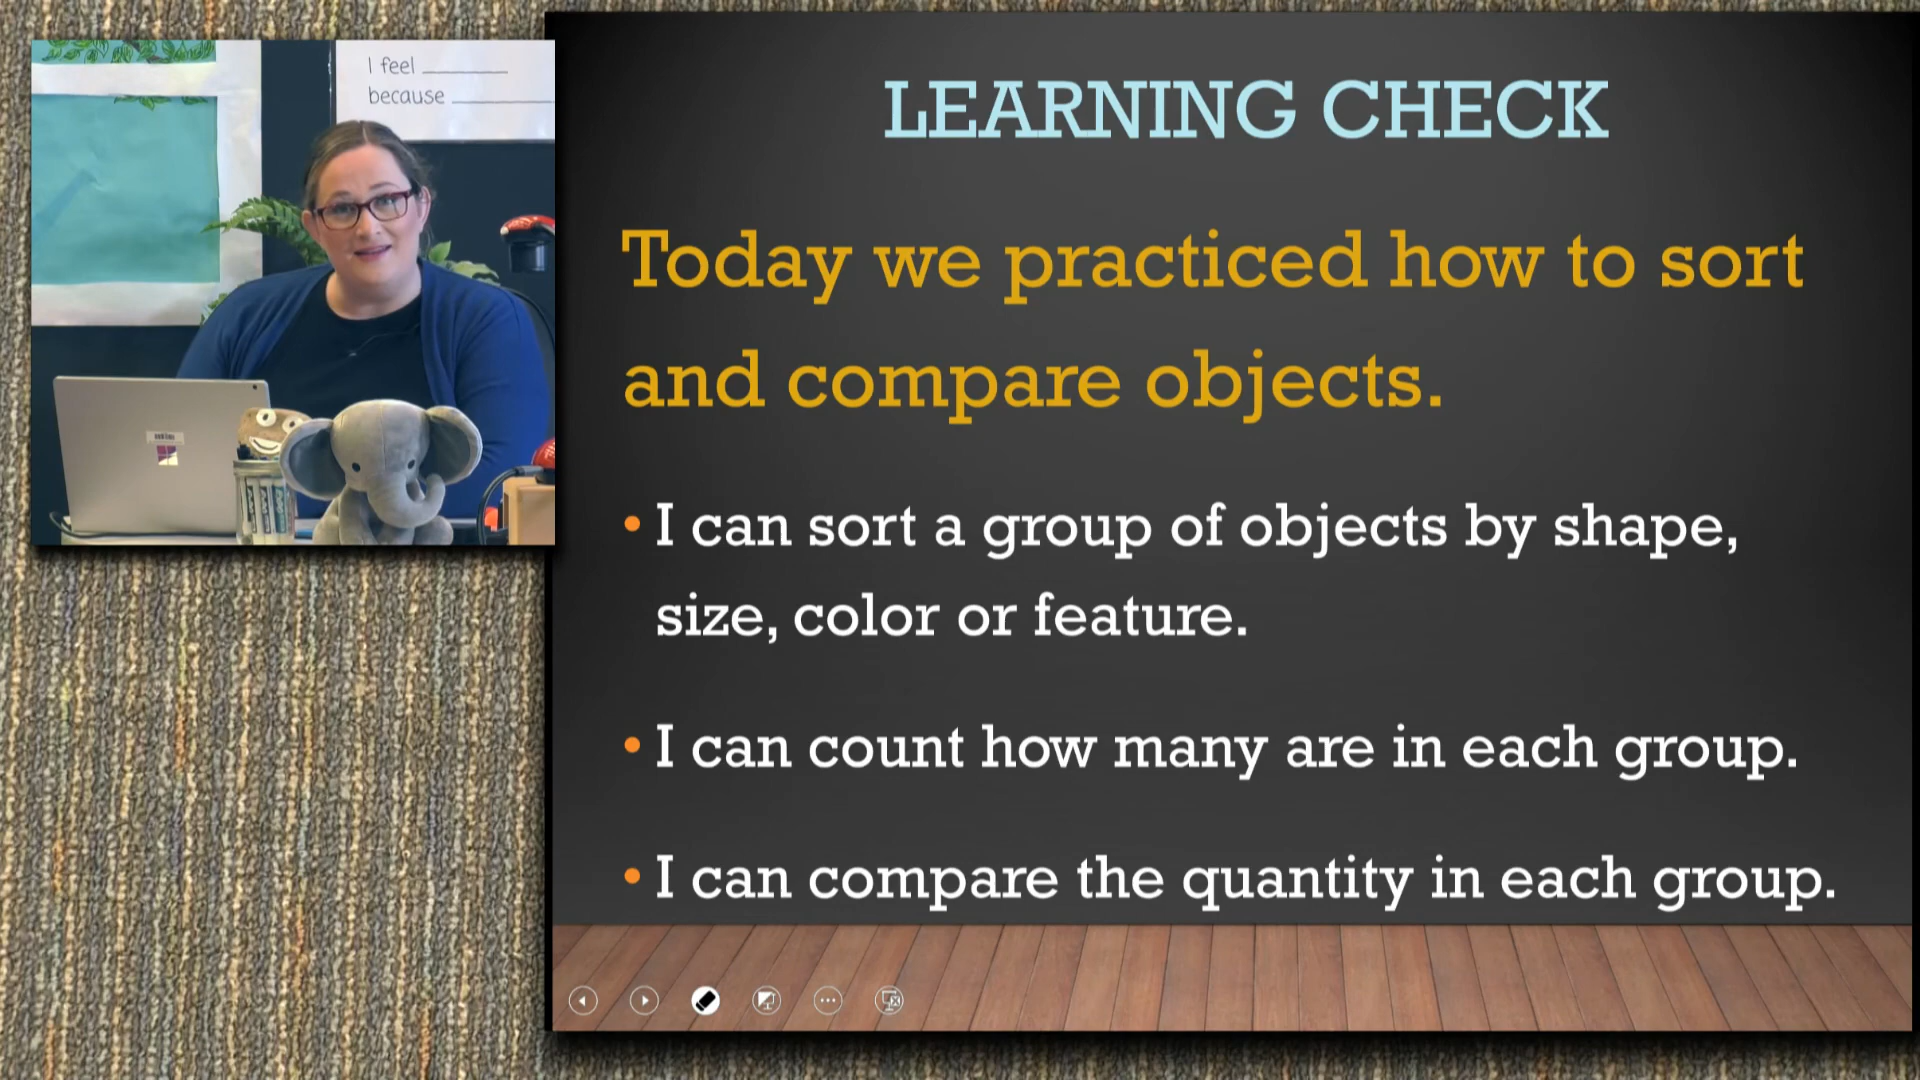 I feel
because
LEARNING CHECK
Today we practiced how to sort
and compare objects.
• I can sort a group of objects by shape,
size, color or feature.
• I can count how many are in each group.
• I can compare the quantity in each group.